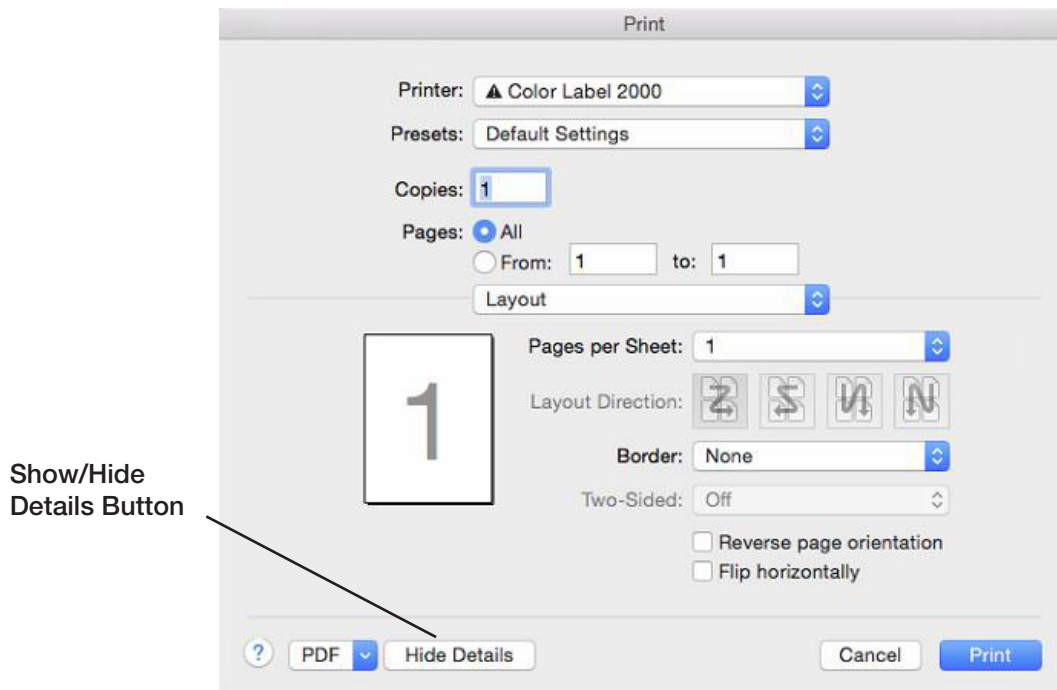 Print
Printer: Color Label 2000
Presets: Default Settings
Copies: 1
Pages: All
From: 1 to: 1
Layout
1
Pages per Sheet: 1
Layout Direction:
Border: None
Two-Sided: Off
Reverse page orientation
Flip horizontally
Show/Hide
Details Button
? PDF Hide Details Cancel Print